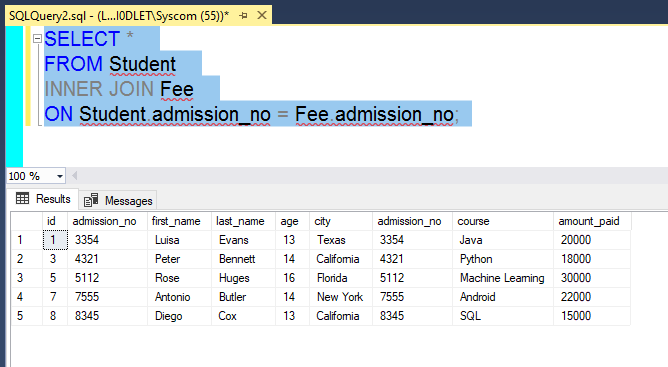 SQLQuery2.sql - (L...I0DLET\Syscom (55))*
SELECT *
FROM Student
INNER JOIN Fee
ON Student.admission_no = Fee.admission_no;
100 %
Results Messages
id admission_no first_name last_name age city admission_no course amount_paid
1 1 3354 Luisa Evans 13 Texas 3354 Java 20000
2 3 4321 Peter Bennett 14 California 4321 Python 18000
3 5 5112 Rose Huges 16 Florida 5112 Machine Learning 30000
4 7 7555 Antonio Butler 14 New York 7555 Android 22000
5 8 8345 Diego Cox 13 California 8345 SQL 15000